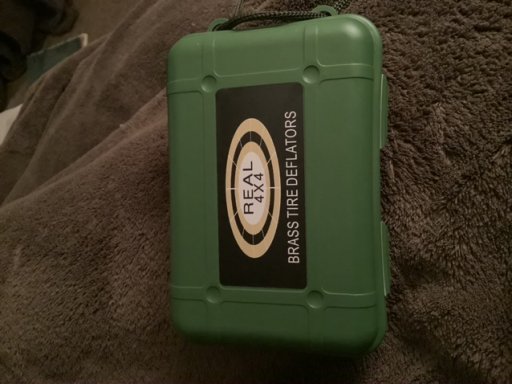 REAL
4X4
BRASS TIRE DEFLATORS